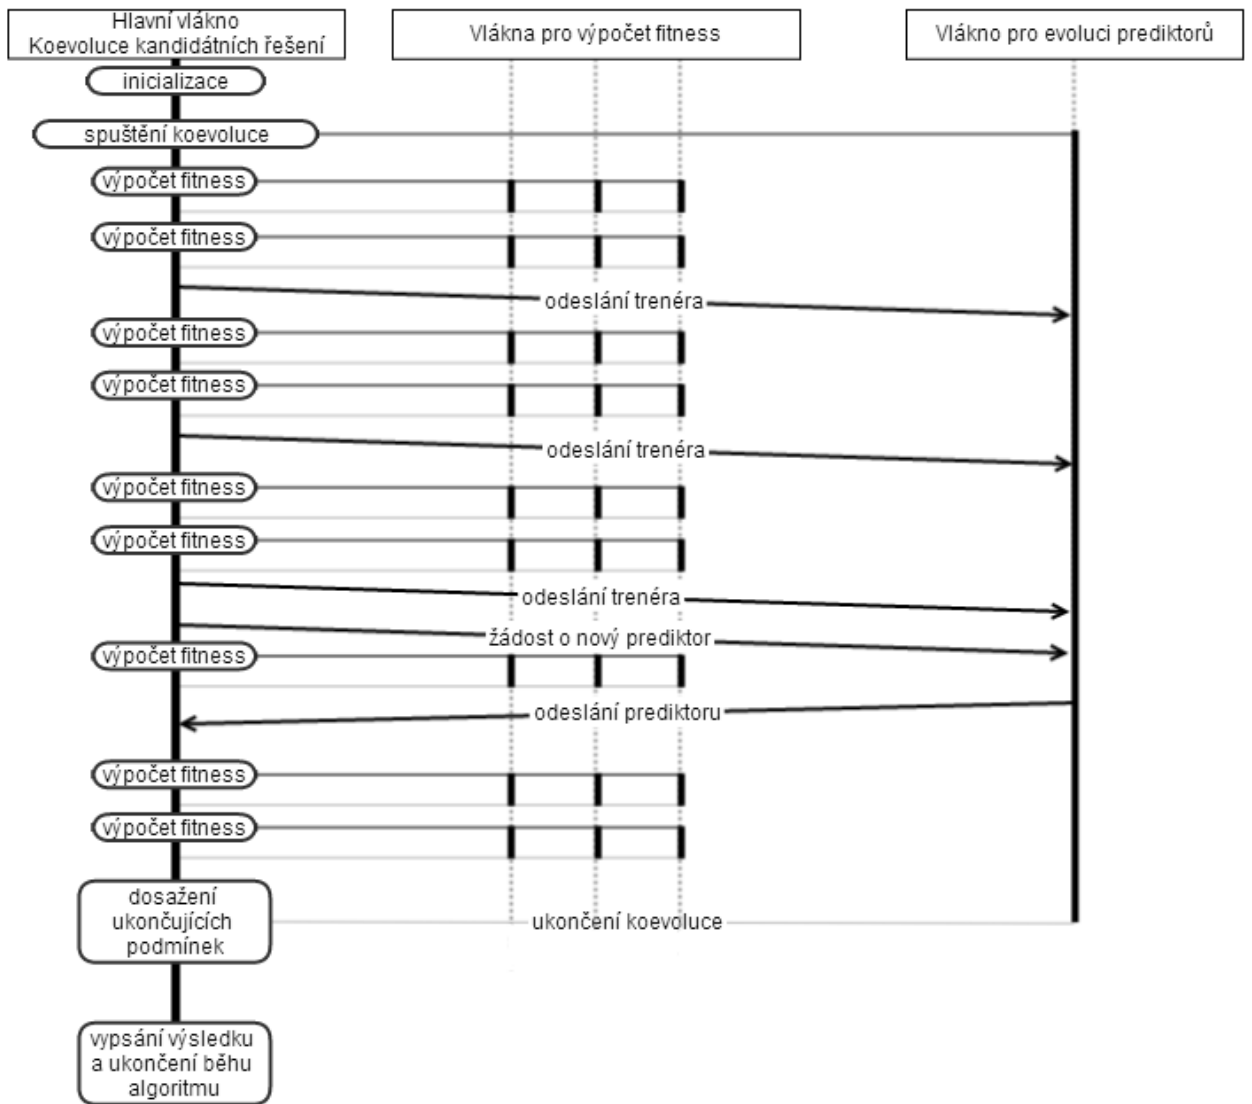 Hlavní vlákno
Koevoluce kandidátních řešení
Vlákna pro výpočet fitness
Vlákno pro evoluci prediktorů
inicializace
spuštění koevoluce
výpočet fitness
výpočet fitness
odeslání trenéra
výpočet fitness
výpočet fitness
odeslání trenéra
výpočet fitness
výpočet fitness
odeslání trenéra
žádost o nový prediktor
výpočet fitness
odeslání prediktoru
výpočet fitness
výpočet fitness
dosažení
ukončujících
podmínek
ukončení koevoluce
vypsání výsledku
a ukončení běhu
algoritmu